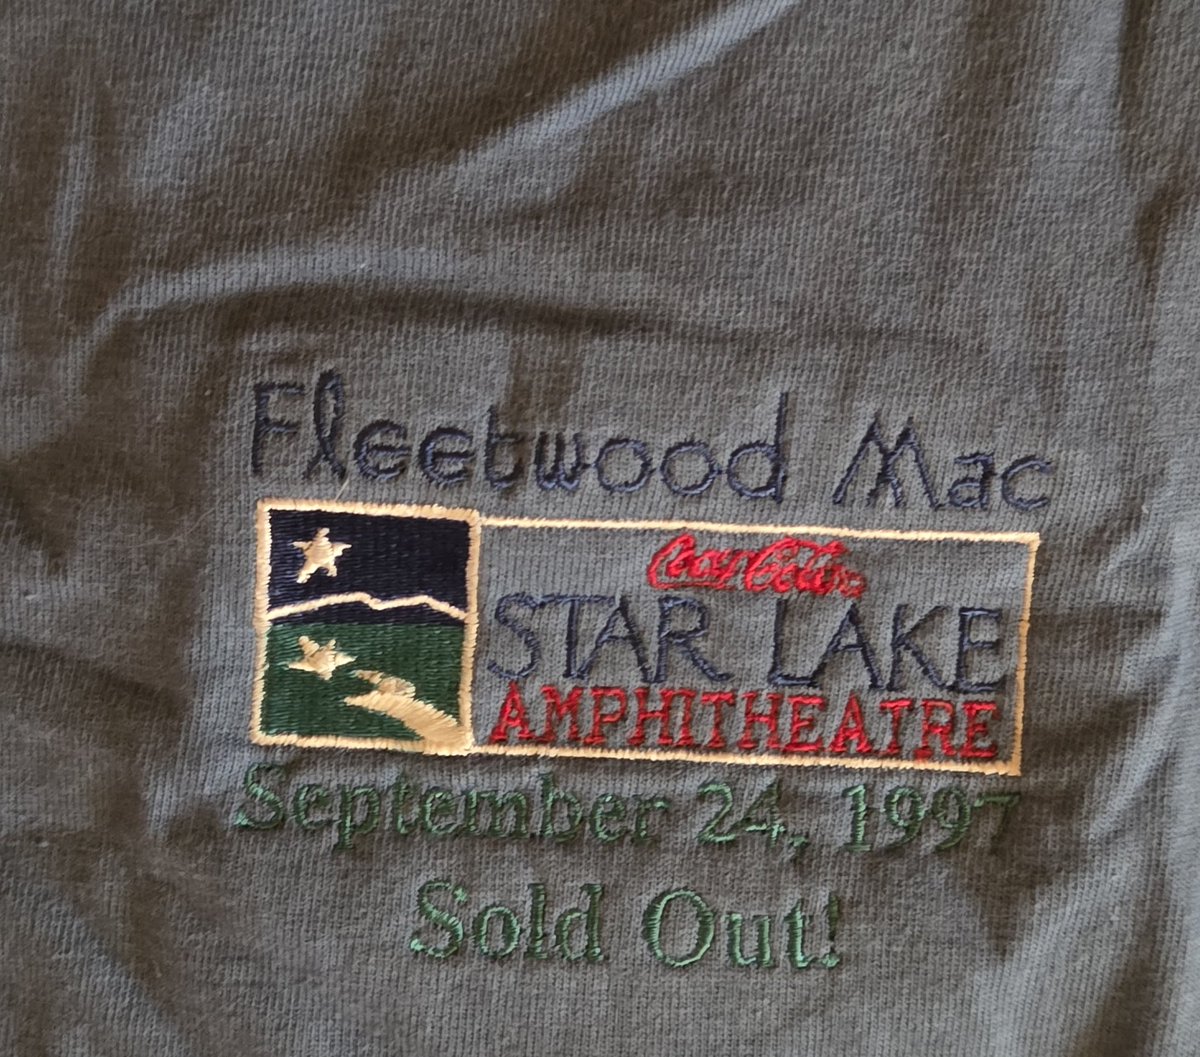 Fleetwood Mac
Coca-Cola
STAR LAKE
AMPHITHEATRE
September 24, 1997
Sold Out!